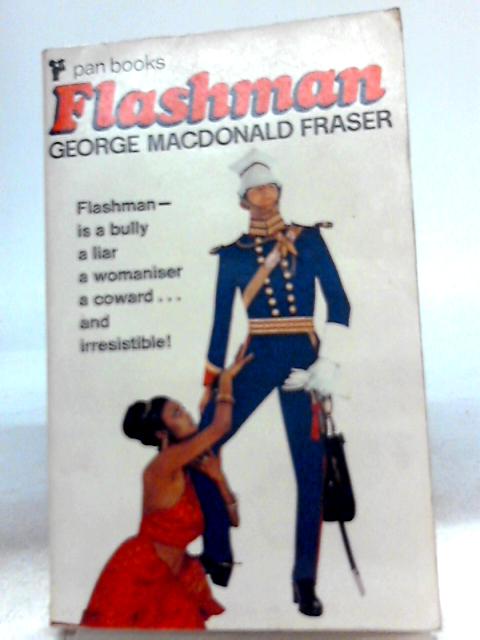 pan books
Flashman
GEORGE MACDONALD FRASER
Flashman—
is a bully
a liar
a womaniser
a coward...
and
irresistible!